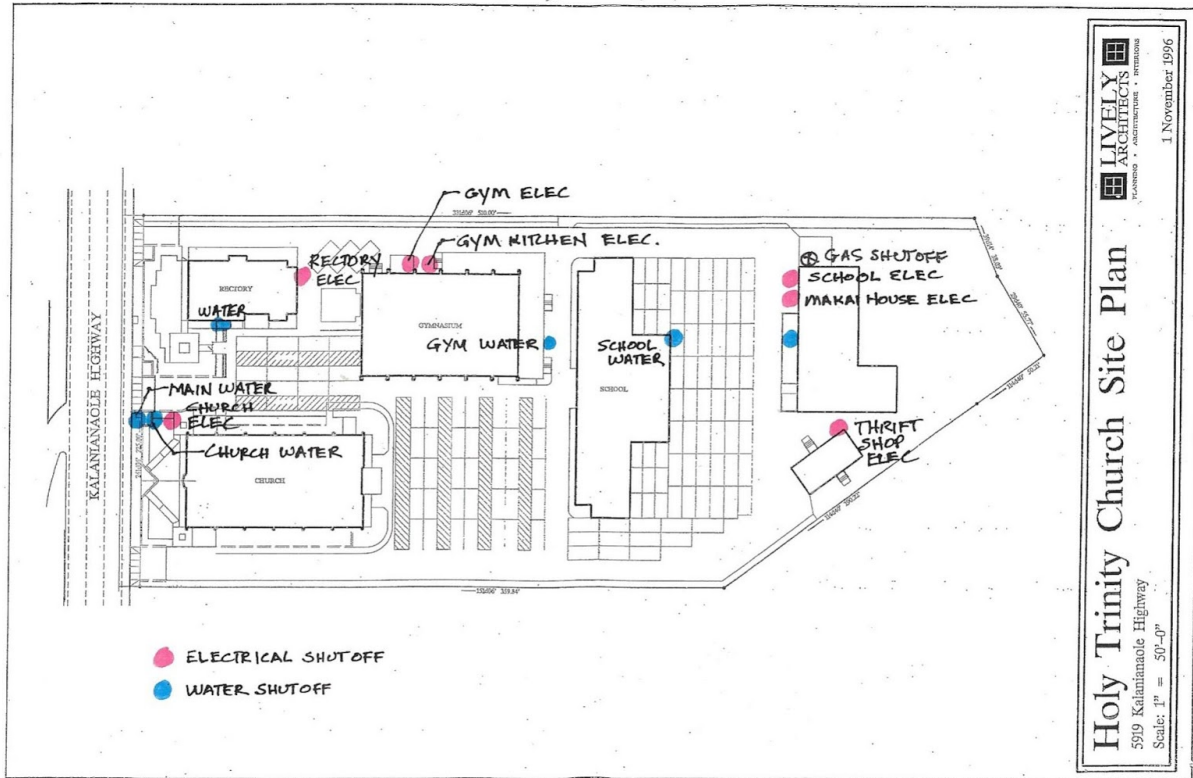 GYM ELEC
GYM KITCHEN ELEC.
RECTORY
ELEC
RECTORY
WATER
GYMNASIUM
GYM WATER
SCHOOL
WATER
SCHOOL
GAS SHUTOFF
SCHOOL ELEC
MAKAI HOUSE ELEC
MAIN WATER
CHURCH
ELEC
CHURCH WATER
CHURCH
THRIFT
SHOP
ELEC
KALANIANAOLE HIGHWAY
ELECTRICAL SHUTOFF
WATER SHUTOFF
Holy Trinity Church Site Plan
5919 Kalanianaole Highway
Scale: 1" = 50'-0"
LIVELY
ARCHITECTS
PLANNING • ARCHITECTURE • INTERIORS
1 November 1996